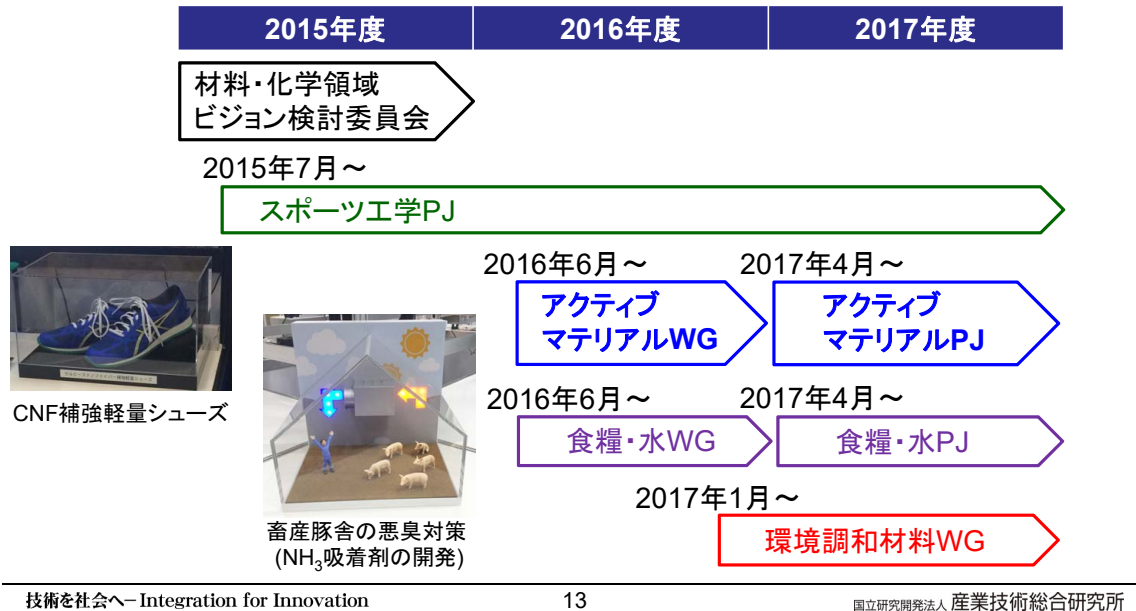 2015年度 2016年度 2017年度
材料・化学領域
ビジョン検討委員会
2015年7月～
スポーツ工学PJ
2016年6月～ 2017年4月～
アクティブ
マテリアルWG
アクティブ
マテリアルPJ
CNF補強軽量シューズ
2016年6月～ 2017年4月～
食糧・水WG 食糧・水PJ
2017年1月～
環境調和材料WG
畜産豚舎の悪臭対策
(NH₃吸着剤の開発)
技術を社会へ－Integration for Innovation
13
国立研究開発法人 産業技術総合研究所